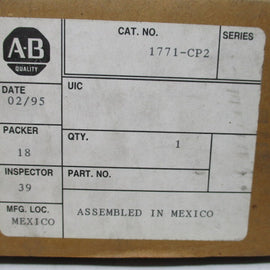 A-B
QUALITY
CAT. NO.
SERIES
1771-CP2
DATE
02/95
UIC
PACKER
18
QTY.
1
INSPECTOR
39
PART. NO.
MFG. LOC.
MEXICO
ASSEMBLED IN MEXICO